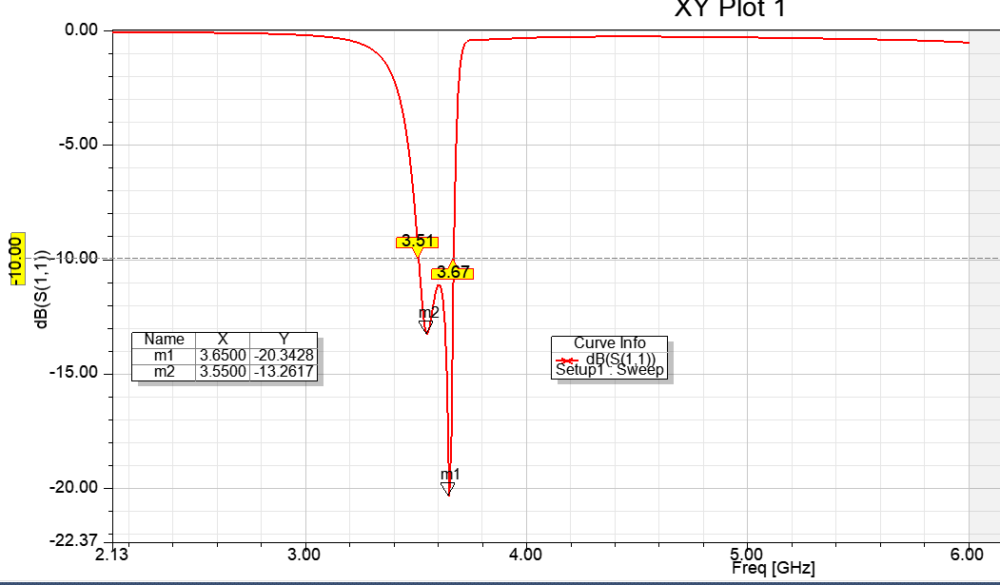 XY Plot 1
0.00
-5.00
-10.00
-10.00
-15.00
-20.00
-22.37
dB(S(1,1))
3.51
3.67
m2
m1
Name X Y
m1 3.6500 -20.3428
m2 3.5500 -13.2617
Curve Info
dB(S(1,1))
Setup1 : Sweep
2.13 3.00 4.00 5.00 6.00
Freq [GHz]